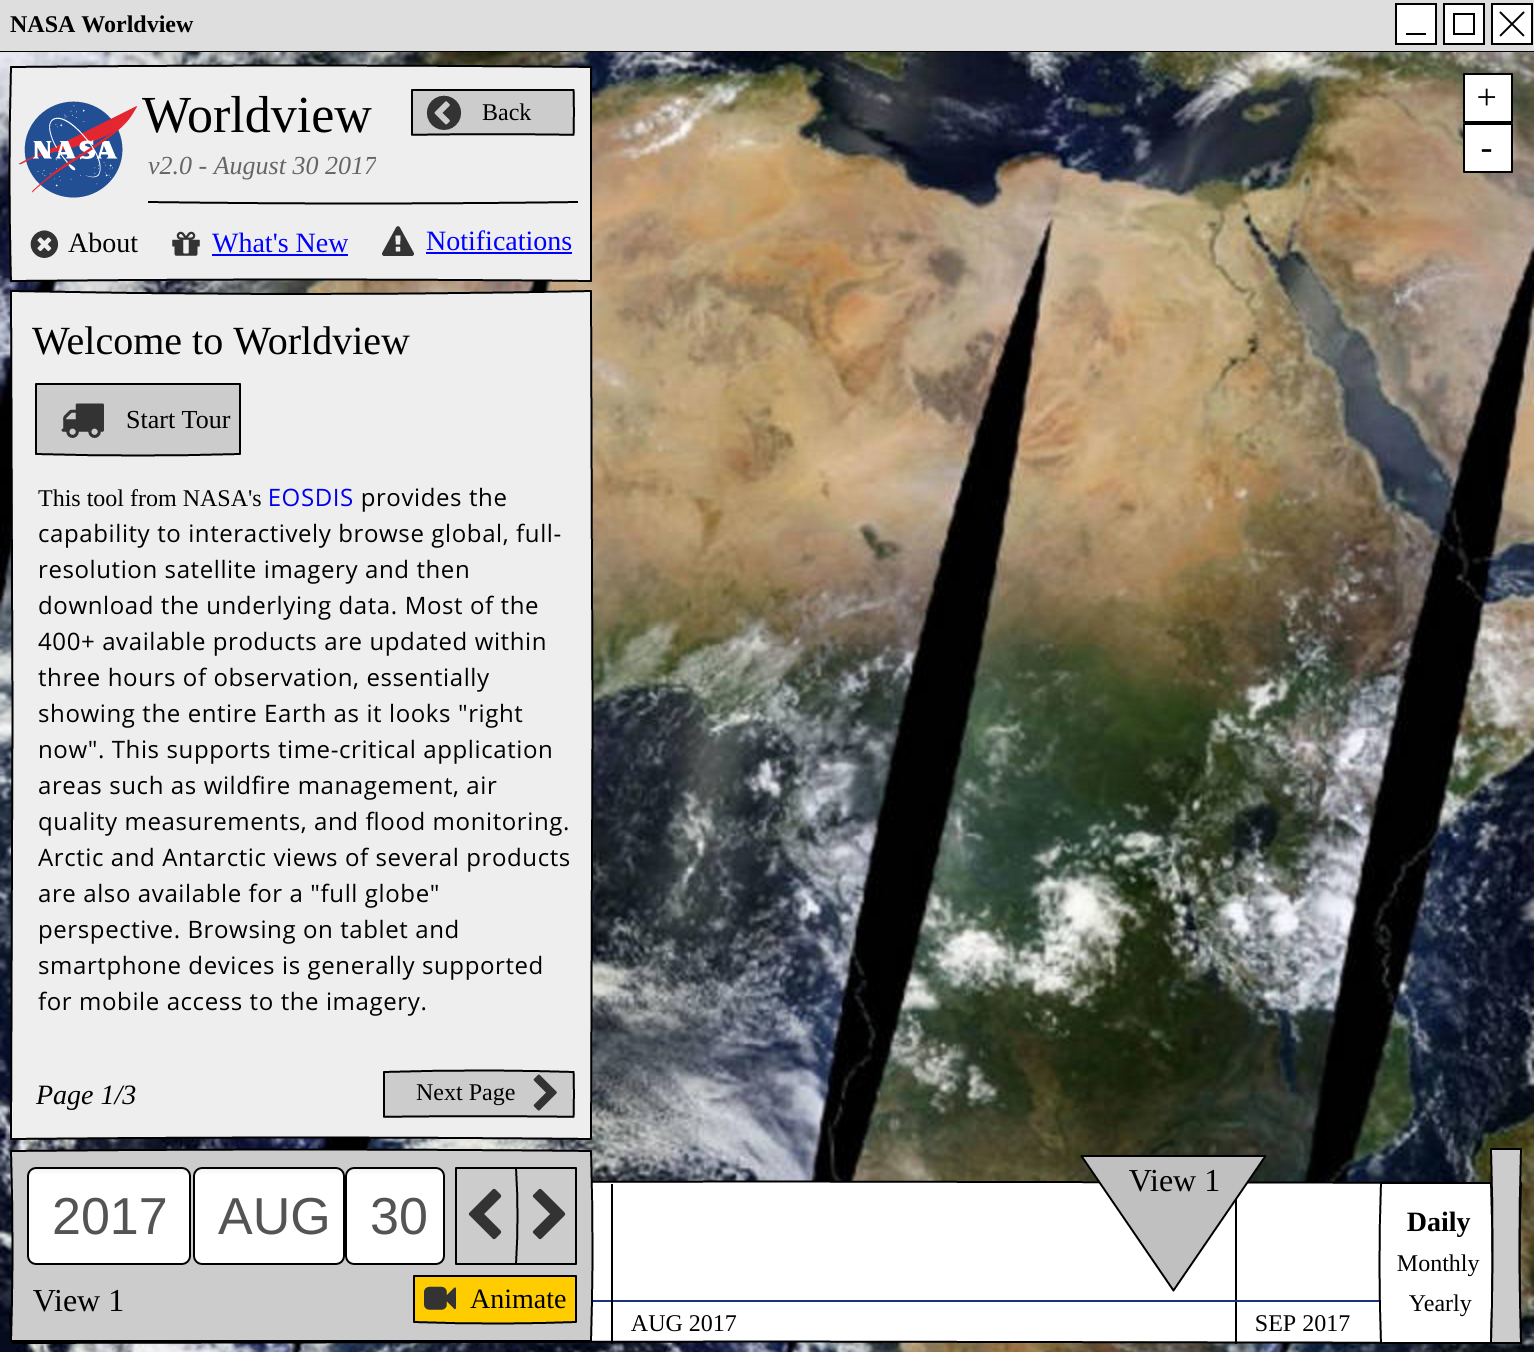 NASA Worldview
NASA
Worldview
Back
v2.0 - August 30 2017
About
What's New
Notifications
+
-
Welcome to Worldview
Start Tour
This tool from NASA's EOSDIS provides the
capability to interactively browse global, full-
resolution satellite imagery and then
download the underlying data. Most of the
400+ available products are updated within
three hours of observation, essentially
showing the entire Earth as it looks "right
now". This supports time-critical application
areas such as wildfire management, air
quality measurements, and flood monitoring.
Arctic and Antarctic views of several products
are also available for a "full globe"
perspective. Browsing on tablet and
smartphone devices is generally supported
for mobile access to the imagery.
Page 1/3
Next Page
2017
AUG
30
View 1
Animate
View 1
AUG 2017
SEP 2017
Daily
Monthly
Yearly